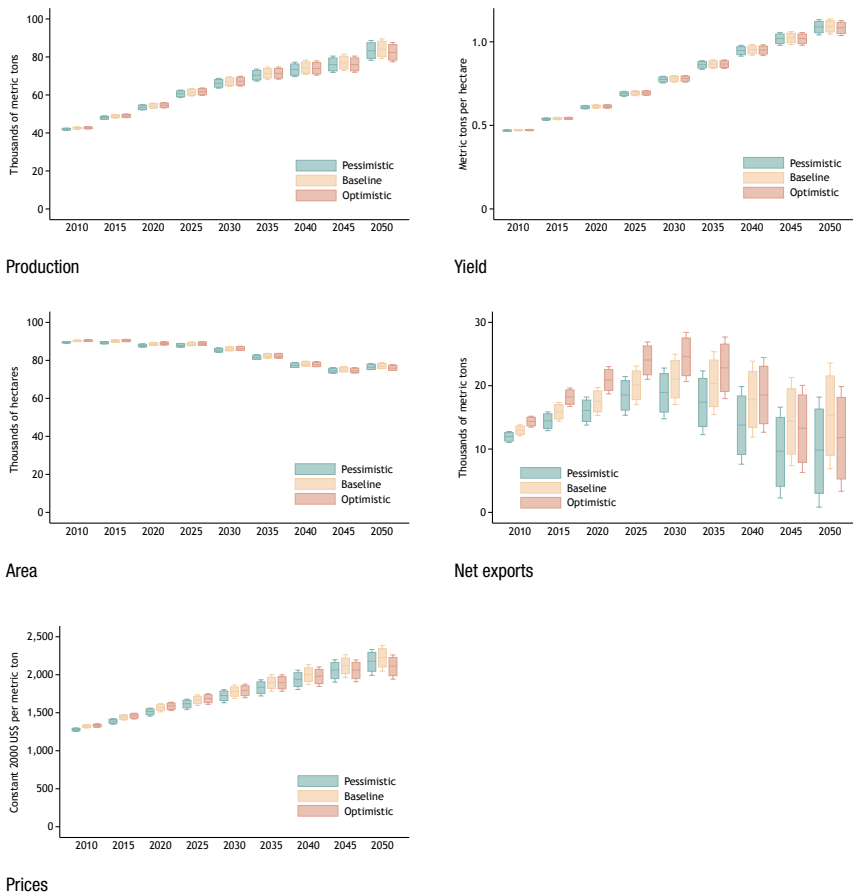 Thousands of metric tons
100
80
60
40
20
0
Pessimistic
Baseline
Optimistic
2010 2015 2020 2025 2030 2035 2040 2045 2050
Production
Metric tons per hectare
1.0
0.5
0
Pessimistic
Baseline
Optimistic
2010 2015 2020 2025 2030 2035 2040 2045 2050
Yield
Thousands of hectares
100
80
60
40
20
0
Pessimistic
Baseline
Optimistic
2010 2015 2020 2025 2030 2035 2040 2045 2050
Area
Thousands of metric tons
30
20
10
0
Pessimistic
Baseline
Optimistic
2010 2015 2020 2025 2030 2035 2040 2045 2050
Net exports
Constant 2000 US$ per metric ton
2,500
2,000
1,500
1,000
500
0
Pessimistic
Baseline
Optimistic
2010 2015 2020 2025 2030 2035 2040 2045 2050
Prices